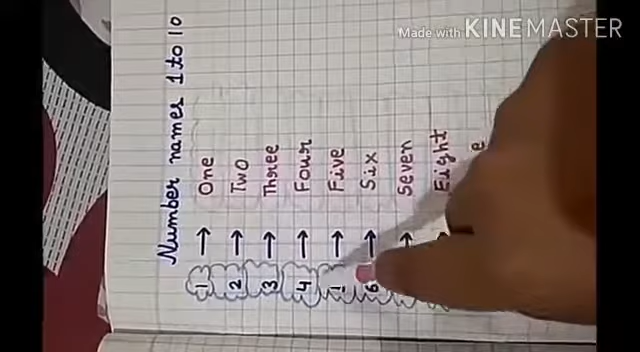 Made with KINEMASTER
Number names 1 to 10
1 → One
2 → Two
3 → Three
4 → Four
→ Five
6 → Six
→ Seven
Eight
e